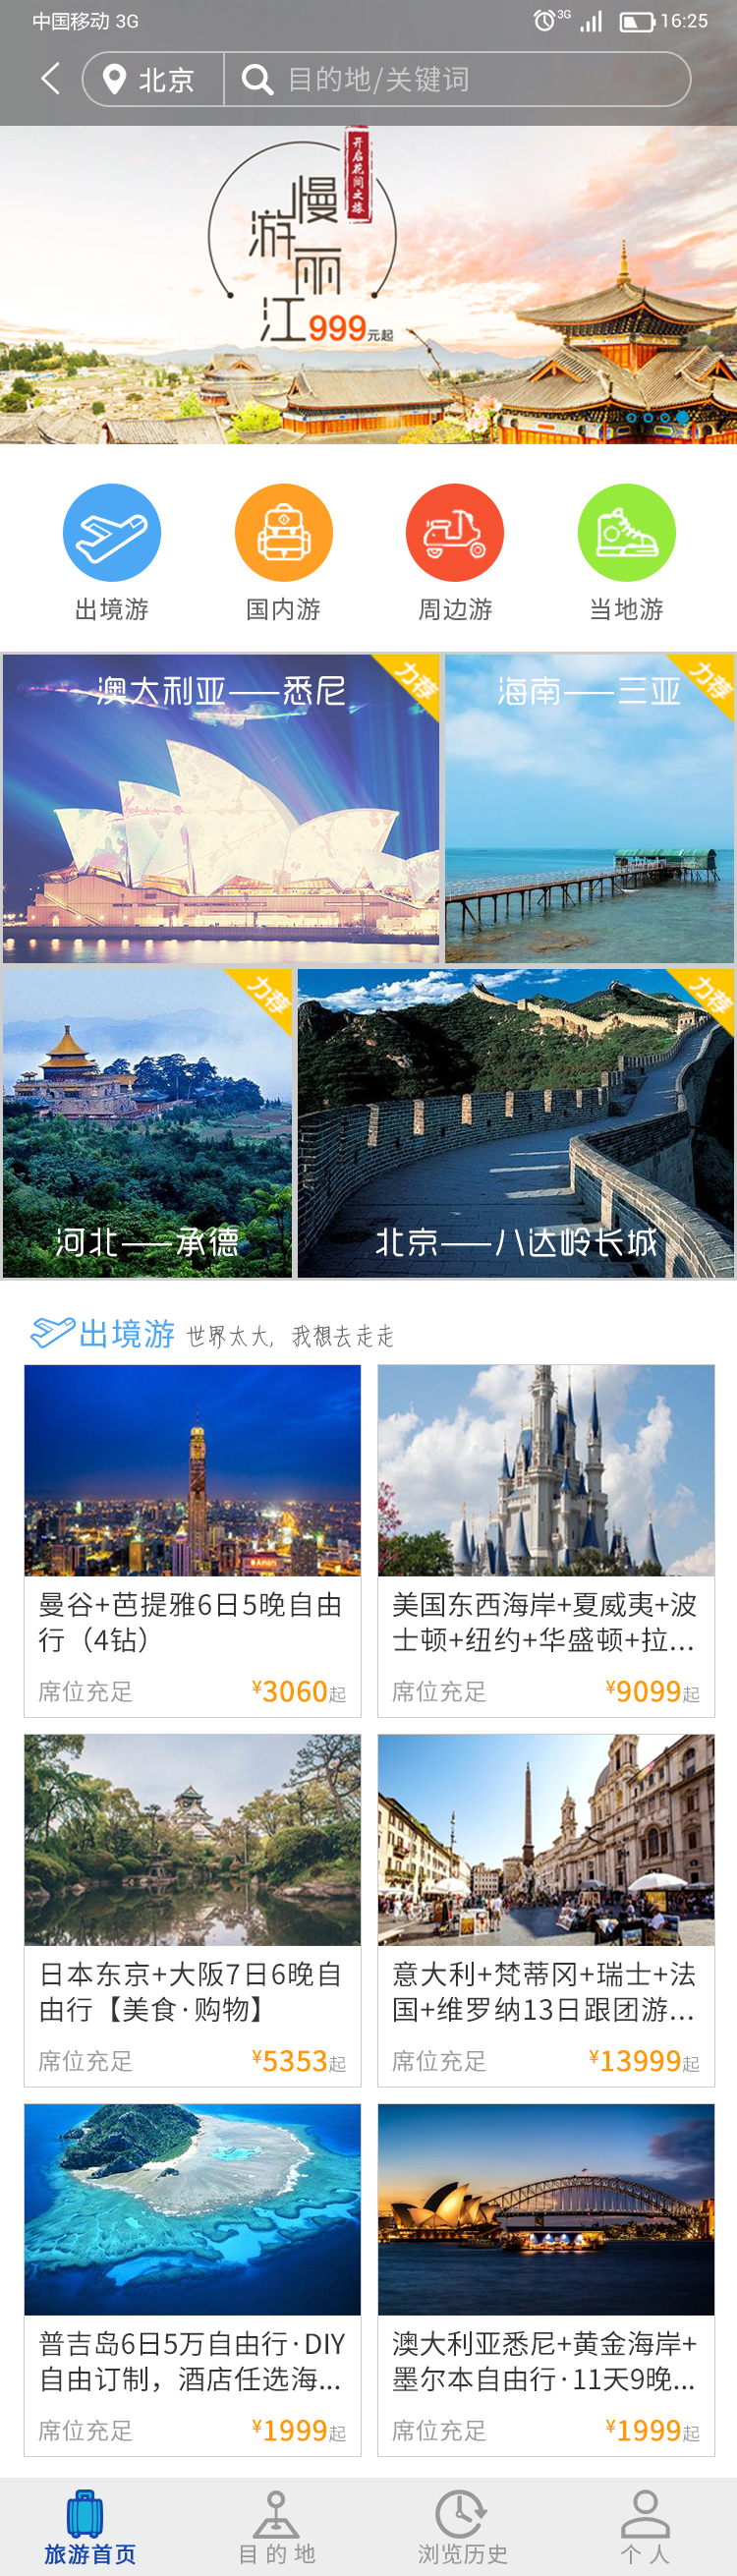 中国移动 3G
3G
16:25
北京
目的地/关键词
开启花间之旅
慢
游
丽
江999元起
出境游
国内游
周边游
当地游
澳大利亚——悉尼
力荐
海南——三亚
力荐
力荐
河北——承德
力荐
北京——八达岭长城
出境游 世界太大，我想去走走
曼谷+芭提雅6日5晚自由
行（4钻）
席位充足 ¥3060起
美国东西海岸+夏威夷+波
士顿+纽约+华盛顿+拉...
席位充足 ¥9099起
日本东京+大阪7日6晚自
由行【美食·购物】
席位充足 ¥5353起
意大利+梵蒂冈+瑞士+法
国+维罗纳13日跟团游...
席位充足 ¥13999起
普吉岛6日5万自由行·DIY
自由订制，酒店任选海...
席位充足 ¥1999起
澳大利亚悉尼+黄金海岸+
墨尔本自由行·11天9晚...
席位充足 ¥1999起
旅游首页
目的地
浏览历史
个人